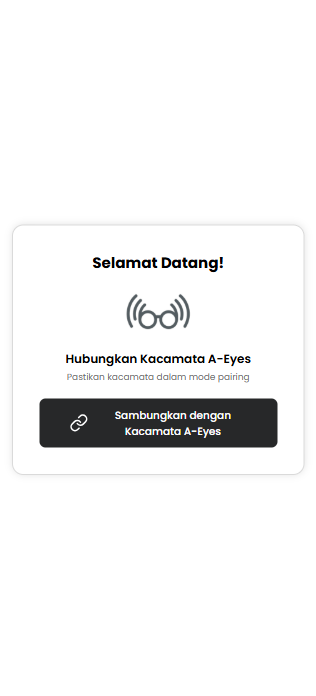 Selamat Datang!
Hubungkan Kacamata A-Eyes
Pastikan kacamata dalam mode pairing
Sambungkan dengan
Kacamata A-Eyes